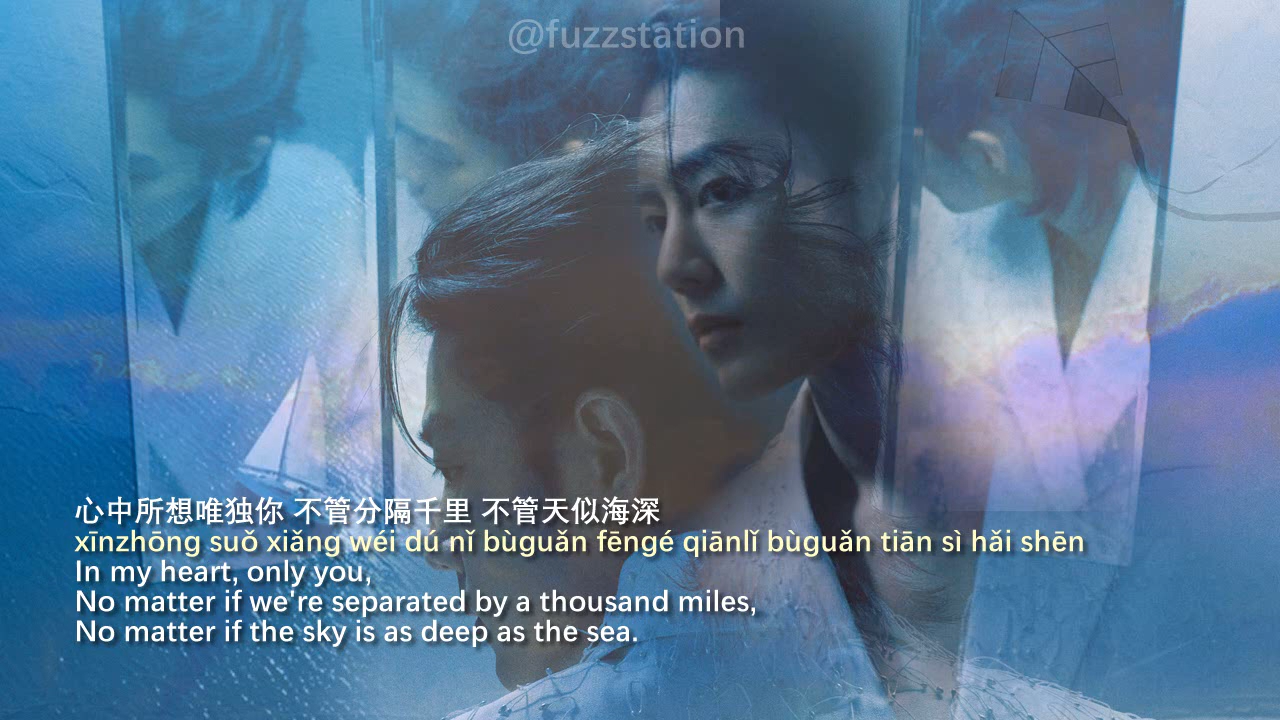 @fuzzstation
心中所想唯独你 不管分隔千里 不管天似海深
xīnzhōng suǒ xiǎng wéi dú nǐ bùguǎn fēngé qiānlǐ bùguǎn tiān sì hǎi shēn
In my heart, only you,
No matter if we're separated by a thousand miles,
No matter if the sky is as deep as the sea.